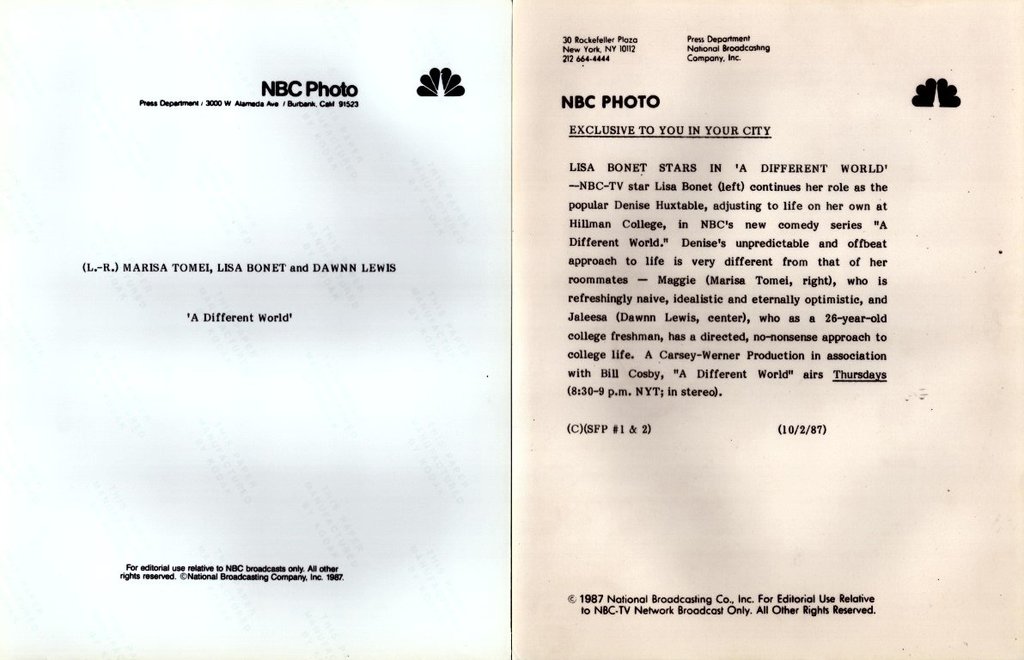 NBC Photo
Press Department / 3000 W Alameda Ave / Burbank, Calif 91523
(L.-R.) MARISA TOMEI, LISA BONET and DAWNN LEWIS
'A Different World'
For editorial use relative to NBC broadcasts only. All other
rights reserved. ©National Broadcasting Company, Inc. 1987.
30 Rockefeller Plaza
New York, NY 10112
212 664-4444
Press Department
National Broadcasting
Company, Inc.
NBC PHOTO
EXCLUSIVE TO YOU IN YOUR CITY
LISA BONET STARS IN 'A DIFFERENT WORLD'
--NBC-TV star Lisa Bonet (left) continues her role as the
popular Denise Huxtable, adjusting to life on her own at
Hillman College, in NBC's new comedy series "A
Different World." Denise's unpredictable and offbeat
approach to life is very different from that of her
roommates — Maggie (Marisa Tomei, right), who is
refreshingly naive, idealistic and eternally optimistic, and
Jaleesa (Dawnn Lewis, center), who as a 26-year-old
college freshman, has a directed, no-nonsense approach to
college life. A Carsey-Werner Production in association
with Bill Cosby, "A Different World" airs Thursdays
(8:30-9 p.m. NYT; in stereo).
(C)(SFP #1 & 2) (10/2/87)
© 1987 National Broadcasting Co., Inc. For Editorial Use Relative
to NBC-TV Network Broadcast Only. All Other Rights Reserved.